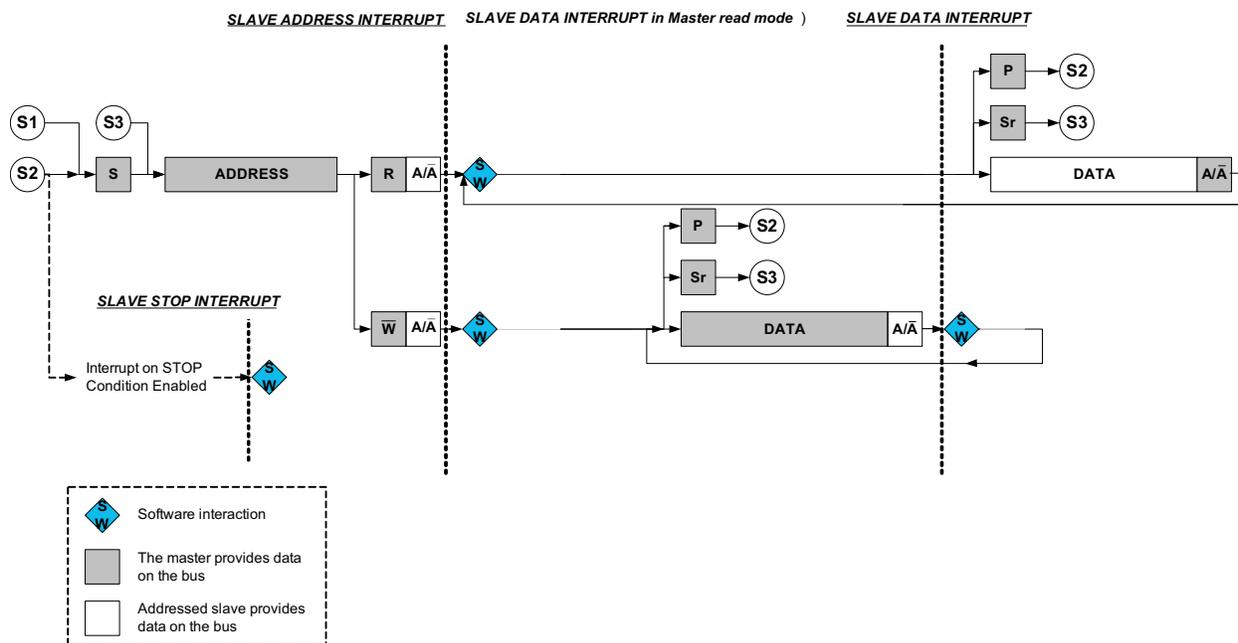 SLAVE ADDRESS INTERRUPT
SLAVE DATA INTERRUPT in Master read mode )
SLAVE DATA INTERRUPT
P
S2
S1
S3
Sr
S3
S2
S
ADDRESS
R
A/A̅
S
W
DATA
A/A̅
P
S2
Sr
S3
SLAVE STOP INTERRUPT
W̅
A/A̅
S
W
DATA
A/A̅
S
W
Interrupt on STOP
Condition Enabled
S
W
S
W
Software interaction
The master provides data
on the bus
Addressed slave provides
data on the bus